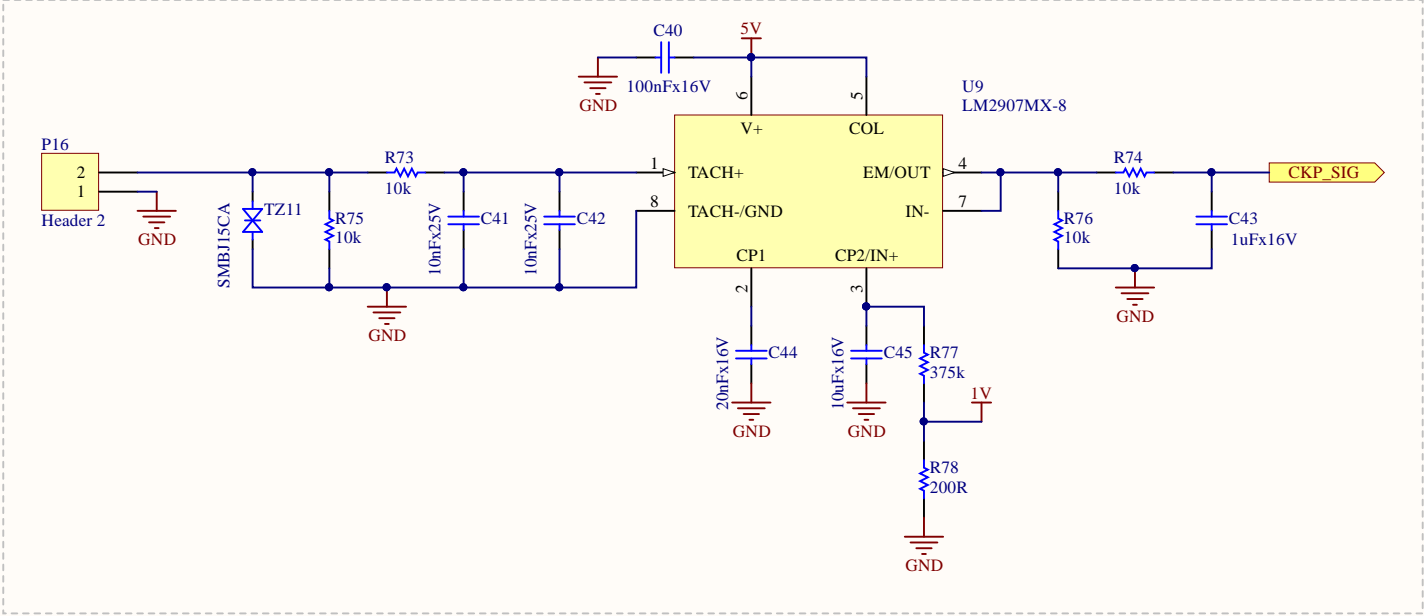 C40
5V
100nFx16V
GND
6
5
U9
LM2907MX-8
V+
COL
P16
2
1
Header 2
GND
R73
10k
1
TACH+
EM/OUT
4
R74
10k
CKP_SIG
SMBJ15CA
TZ11
R75
10k
10nFx25V
C41
10nFx25V
C42
8
TACH-/GND
IN-
7
R76
10k
C43
1uFx16V
CP1
CP2/IN+
2
3
GND
GND
20nFx16V
C44
10uFx16V
C45
R77
375k
1V
GND
GND
R78
200R
GND